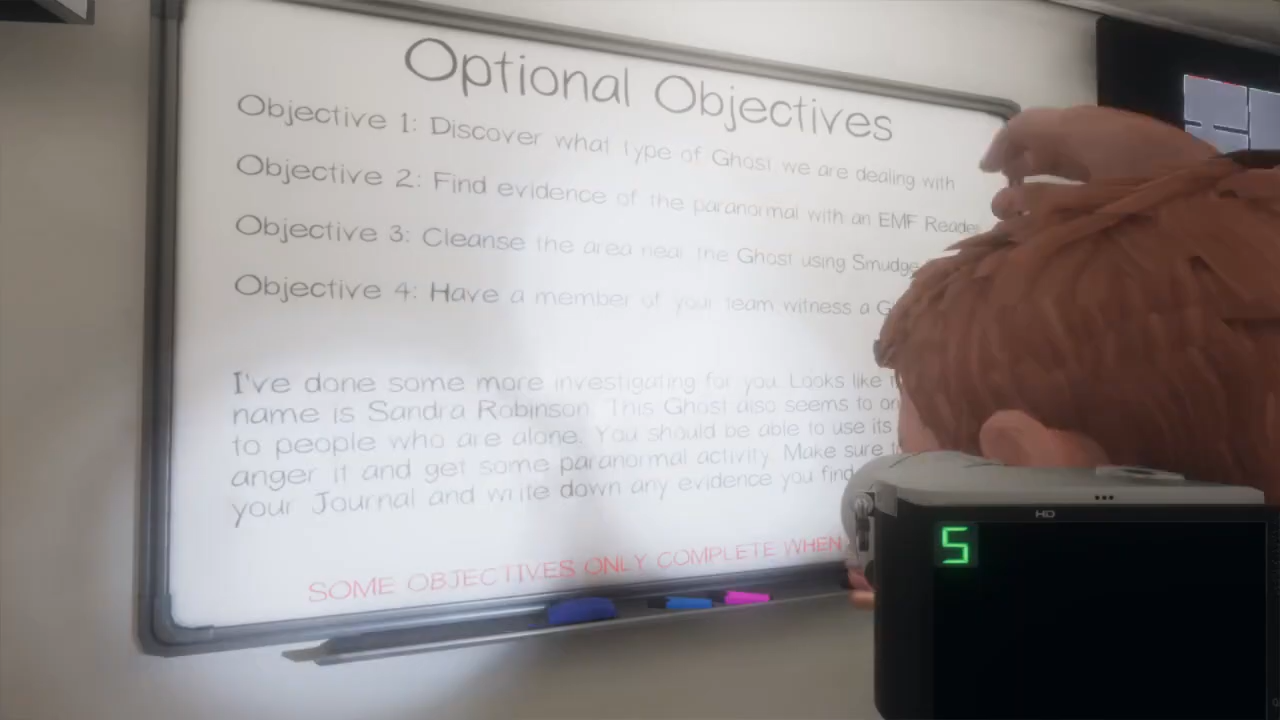 Optional Objectives
Objective 1: Discover what type of Ghost we are dealing with
Objective 2: Find evidence of the paranormal with an EMF Reader
Objective 3: Cleanse the area near the Ghost using Smudge
Objective 4: Have a member of your team witness a
I've done some more investigating for you. Looks like
name is Sandra Robinson. This Ghost also seems to
to people who are alone. You should be able to use its
anger it and get some paranormal activity. Make sure
your Journal and write down any evidence you find
SOME OBJECTIVES ONLY COMPLETE WHEN
HD
5